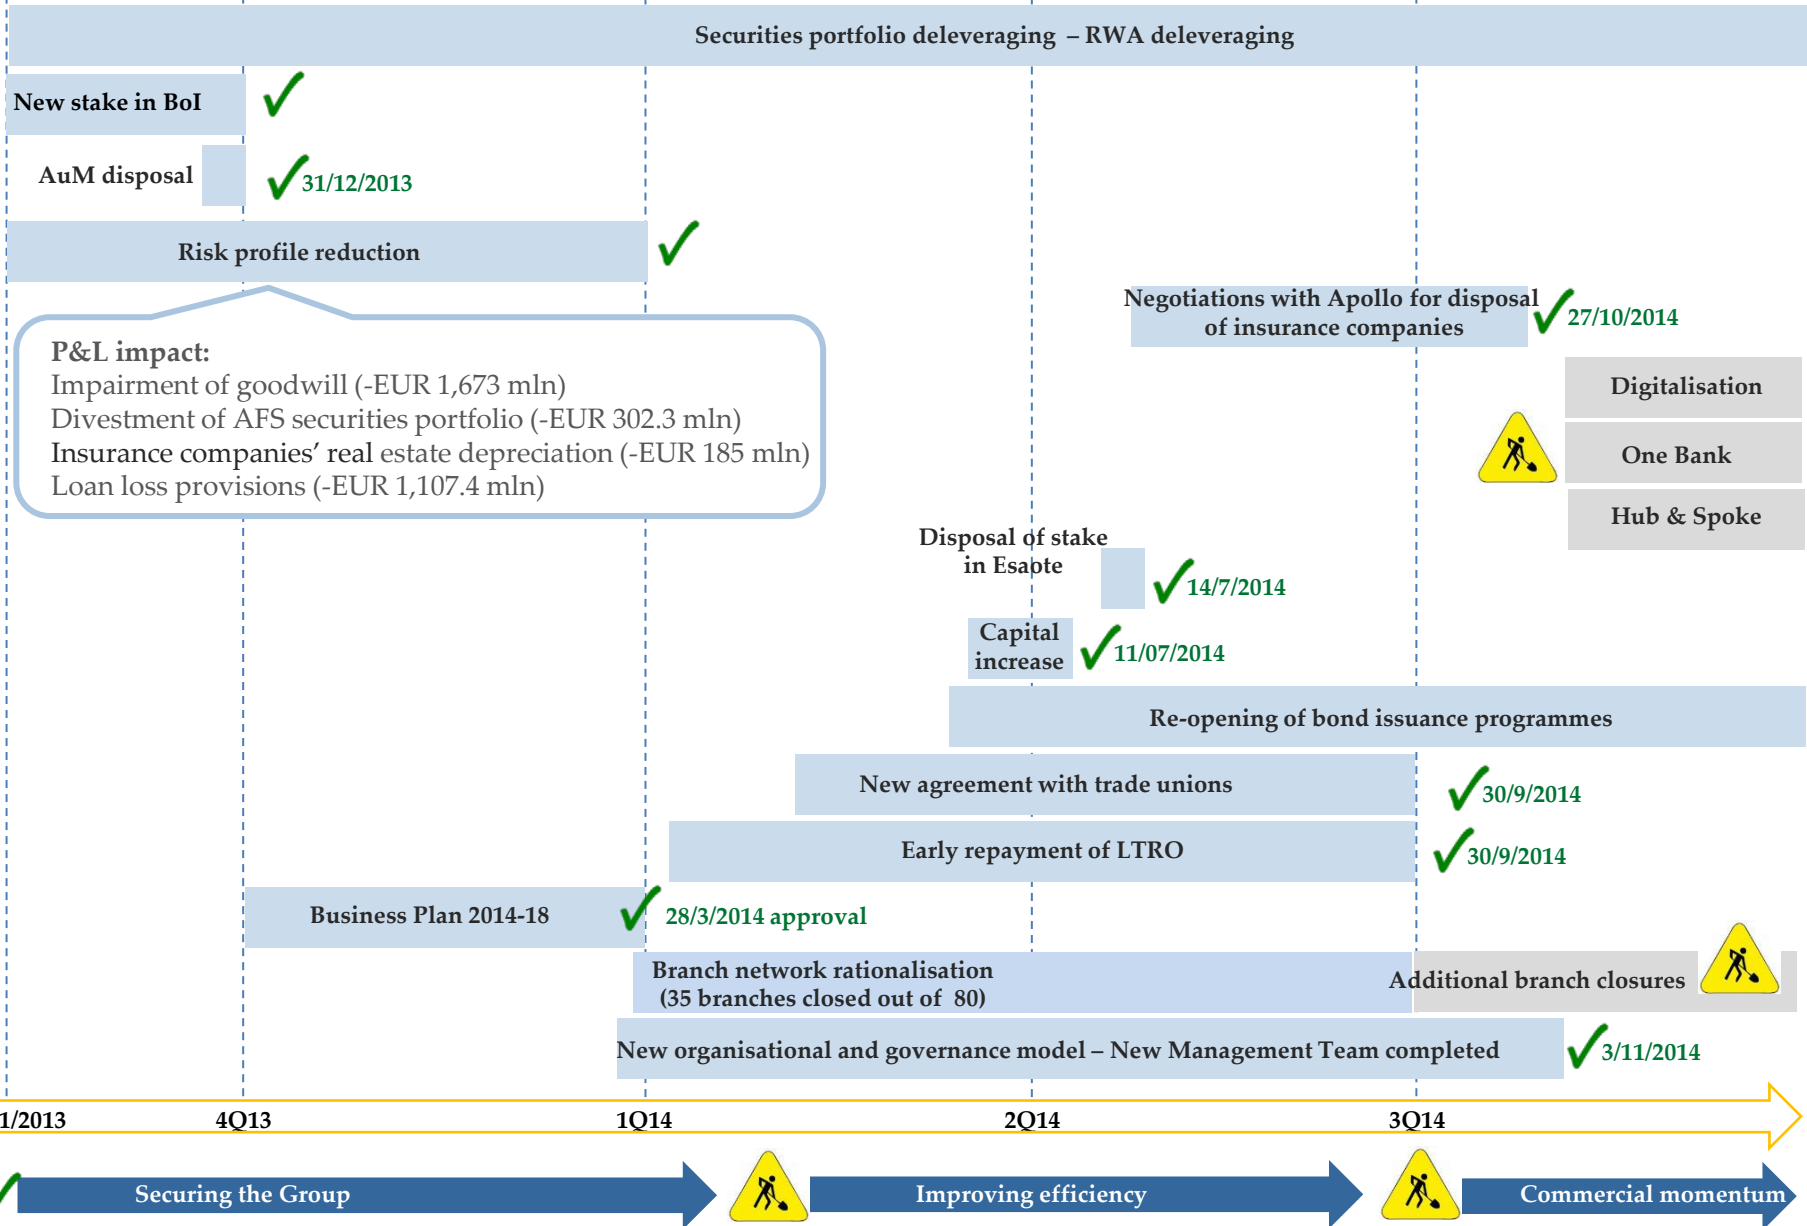 Securities portfolio deleveraging – RWA deleveraging
New stake in BoI
AuM disposal
31/12/2013
Risk profile reduction
Negotiations with Apollo for disposal
of insurance companies
27/10/2014
P&L impact:
Impairment of goodwill (-EUR 1,673 mln)
Divestment of AFS securities portfolio (-EUR 302.3 mln)
Insurance companies' real estate depreciation (-EUR 185 mln)
Loan loss provisions (-EUR 1,107.4 mln)
Digitalisation
One Bank
Hub & Spoke
Disposal of stake
in Esaote
14/7/2014
Capital
increase
11/07/2014
Re-opening of bond issuance programmes
New agreement with trade unions
30/9/2014
Early repayment of LTRO
30/9/2014
Business Plan 2014-18
28/3/2014 approval
Branch network rationalisation
(35 branches closed out of 80)
Additional branch closures
New organisational and governance model – New Management Team completed
3/11/2014
1/2013
4Q13
1Q14
2Q14
3Q14
Securing the Group
Improving efficiency
Commercial momentum